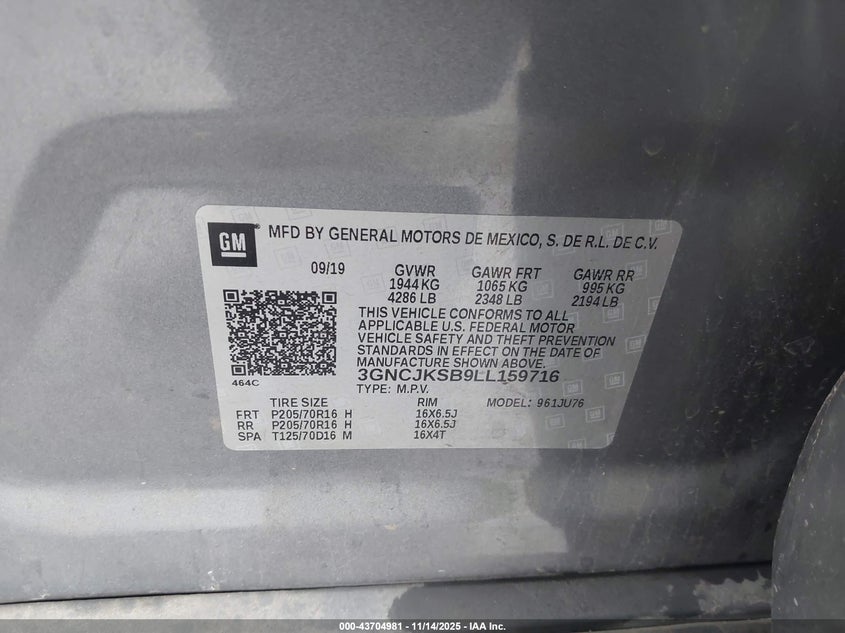 GM MFD BY GENERAL MOTORS DE MEXICO, S. DE R.L. DE C.V.
09/19 GVWR GAWR FRT GAWR RR
1944 KG 1065 KG 995 KG
4286 LB 2348 LB 2194 LB
THIS VEHICLE CONFORMS TO ALL
APPLICABLE U.S. FEDERAL MOTOR
VEHICLE SAFETY AND THEFT PREVENTION
STANDARDS IN EFFECT ON THE DATE OF
MANUFACTURE SHOWN ABOVE.
464C
3GNCJKSB9LL159716
TYPE: M.P.V. MODEL: 961JU76
TIRE SIZE RIM
FRT P205/70R16 H 16X6.5J
RR P205/70R16 H 16X6.5J
SPA T125/70D16 M 16X4T
000-43704981 - 11/14/2025 - IAA Inc.